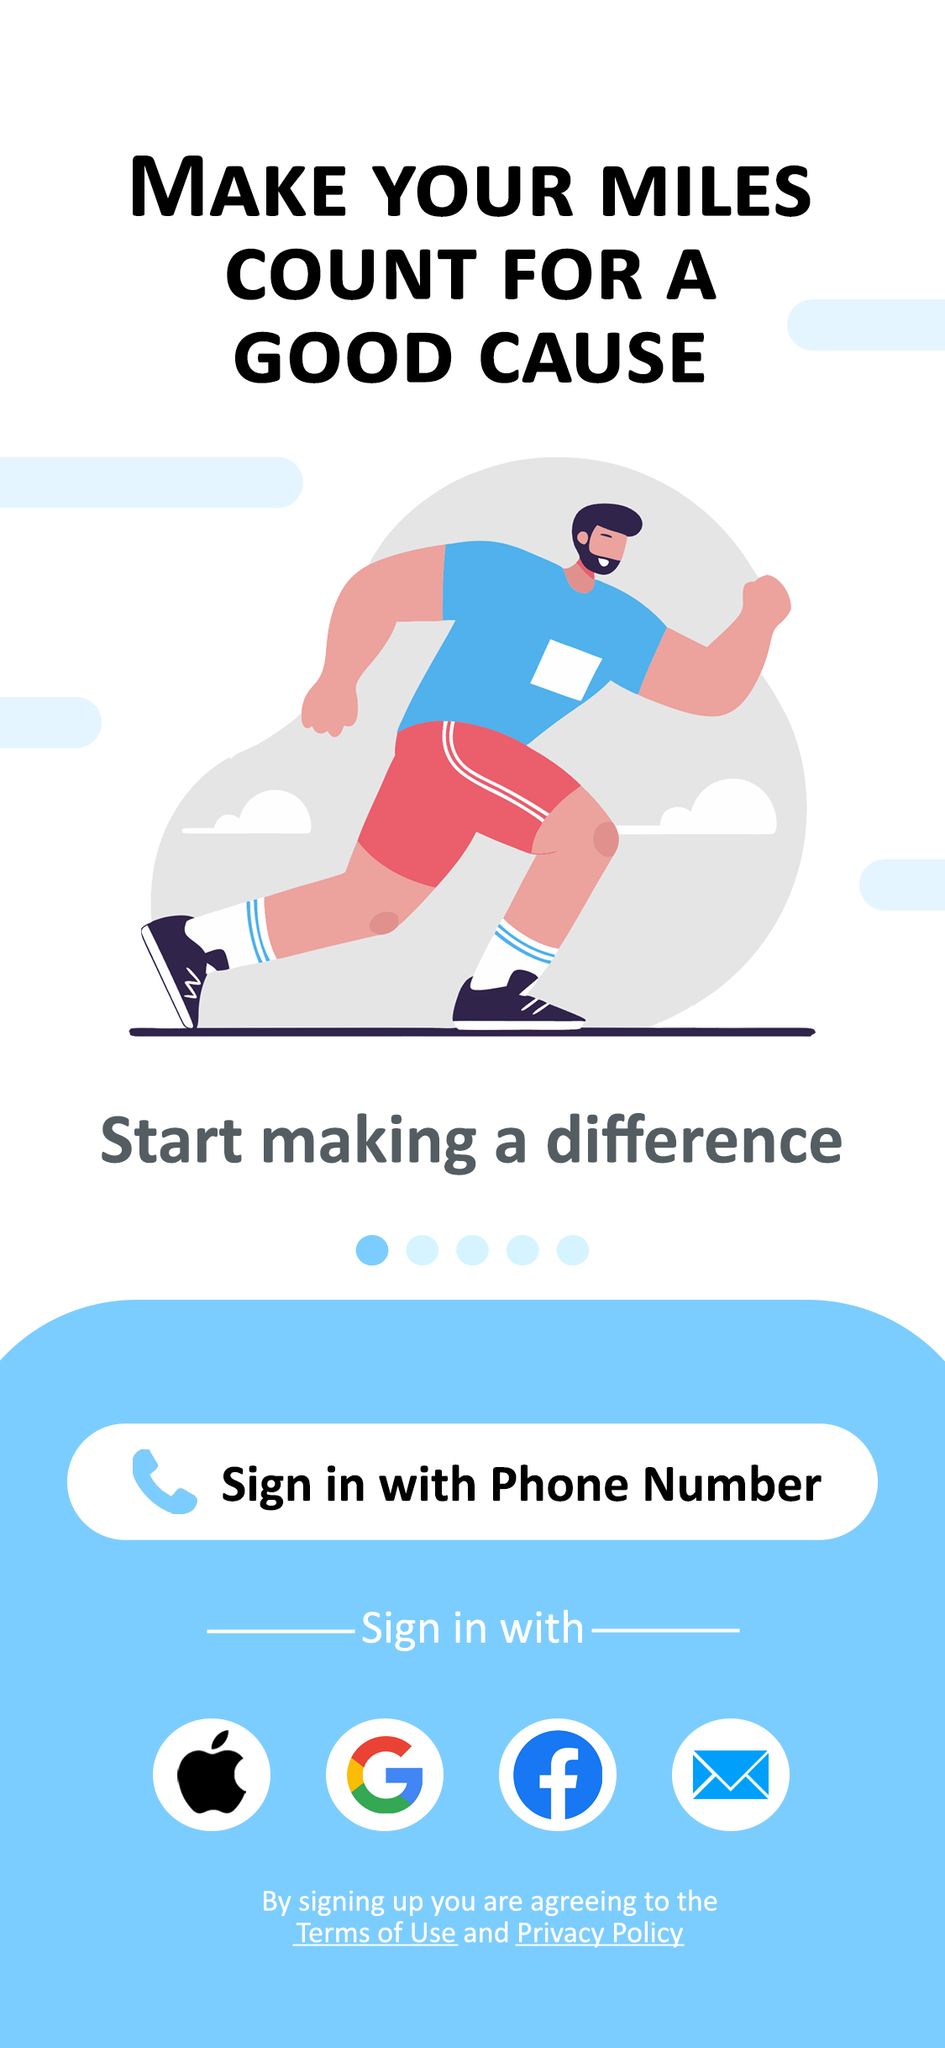 Make your miles
count for a
good cause
Start making a difference
Sign in with Phone Number
Sign in with
By signing up you are agreeing to the
Terms of Use and Privacy Policy